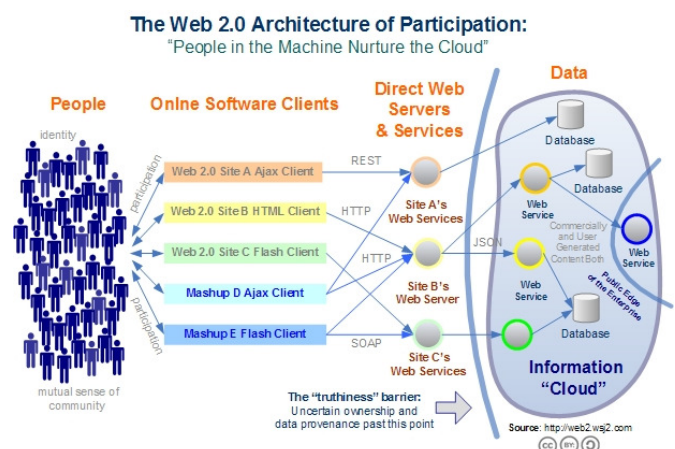 The Web 2.0 Architecture of Participation:
"People in the Machine Nurture the Cloud"
People
Onlne Software Clients
Direct Web
Servers
& Services
Data
identity
participation
participation
mutual sense of
community
Web 2.0 Site A Ajax Client
Web 2.0 Site B HTML Client
Web 2.0 Site C Flash Client
Mashup D Ajax Client
Mashup E Flash Client
REST
HTTP
HTTP
SOAP
JSON
Site A's
Web Services
Site B's
Web Server
Site C's
Web Services
Database
Database
Web
Service
Web
Service
Commercially
and User
Generated
Content Both
Web
Service
Public Edge
of the Enterprise
Database
Information
"Cloud"
The "truthiness" barrier:
Uncertain ownership and
data provenance past this point
Source: http://web2.wsj2.com
cc BY: